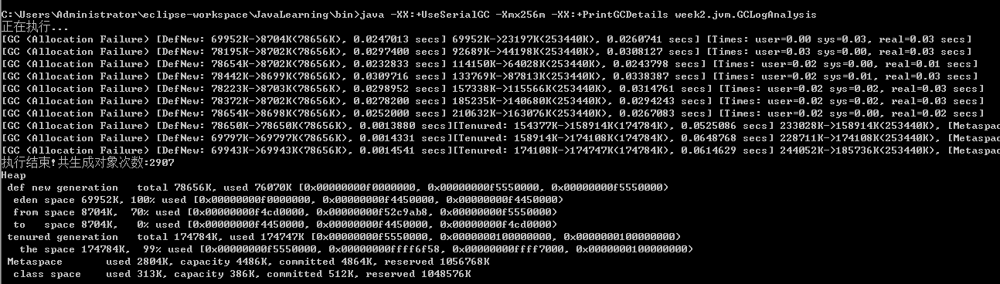 C:\Users\Administrator\eclipse-workspace\JavaLearning\bin>java -XX:+UseSerialGC -Xmx256m -XX:+PrintGCDetails week2.jvm.GCLogAnalysis
正在执行...
[GC (Allocation Failure) [DefNew: 69952K->8704K(78656K), 0.0247013 secs] 69952K->23197K(253440K), 0.0260741 secs] [Times: user=0.00 sys=0.03, real=0.03 secs]
[GC (Allocation Failure) [DefNew: 78195K->8702K(78656K), 0.0297400 secs] 92689K->44198K(253440K), 0.0308127 secs] [Times: user=0.03 sys=0.00, real=0.03 secs]
[GC (Allocation Failure) [DefNew: 78654K->8702K(78656K), 0.0232833 secs] 114150K->64028K(253440K), 0.0243798 secs] [Times: user=0.02 sys=0.00, real=0.01 secs]
[GC (Allocation Failure) [DefNew: 78442K->8699K(78656K), 0.0309716 secs] 133769K->87813K(253440K), 0.0338387 secs] [Times: user=0.02 sys=0.01, real=0.03 secs]
[GC (Allocation Failure) [DefNew: 78223K->8703K(78656K), 0.0298952 secs] 157338K->115566K(253440K), 0.0314761 secs] [Times: user=0.02 sys=0.02, real=0.03 secs]
[GC (Allocation Failure) [DefNew: 78372K->8702K(78656K), 0.0278200 secs] 185235K->140680K(253440K), 0.0294243 secs] [Times: user=0.02 sys=0.02, real=0.03 secs]
[GC (Allocation Failure) [DefNew: 78654K->8698K(78656K), 0.0252000 secs] 210632K->163076K(253440K), 0.0267083 secs] [Times: user=0.02 sys=0.00, real=0.02 secs]
[GC (Allocation Failure) [DefNew: 78650K->78650K(78656K), 0.0013880 secs][Tenured: 154377K->158914K(174784K), 0.0525086 secs] 233028K->158914K(253440K), [Metaspa
[GC (Allocation Failure) [DefNew: 69797K->69797K(78656K), 0.0014331 secs][Tenured: 158914K->174108K(174784K), 0.0648768 secs] 228711K->174108K(253440K), [Metaspa
[GC (Allocation Failure) [DefNew: 69943K->69943K(78656K), 0.0014541 secs][Tenured: 174108K->174747K(174784K), 0.0614629 secs] 244052K->185736K(253440K), [Metaspa
执行结束!共生成对象次数:2907
Heap
 def new generation   total 78656K, used 76070K [0x00000000f0000000, 0x00000000f5550000, 0x00000000f5550000)
  eden space 69952K, 100% used [0x00000000f0000000, 0x00000000f4450000, 0x00000000f4450000)
  from space 8704K,  70% used [0x00000000f4cd0000, 0x00000000f52c9ab8, 0x00000000f5550000)
  to   space 8704K,   0% used [0x00000000f4450000, 0x00000000f4450000, 0x00000000f4cd0000)
 tenured generation   total 174784K, used 174747K [0x00000000f5550000, 0x0000000100000000, 0x0000000100000000)
   the space 174784K,  99% used [0x00000000f5550000, 0x00000000ffff6f58, 0x00000000ffff7000, 0x0000000100000000)
 Metaspace       used 2804K, capacity 4486K, committed 4864K, reserved 1056768K
  class space    used 313K, capacity 386K, committed 512K, reserved 1048576K